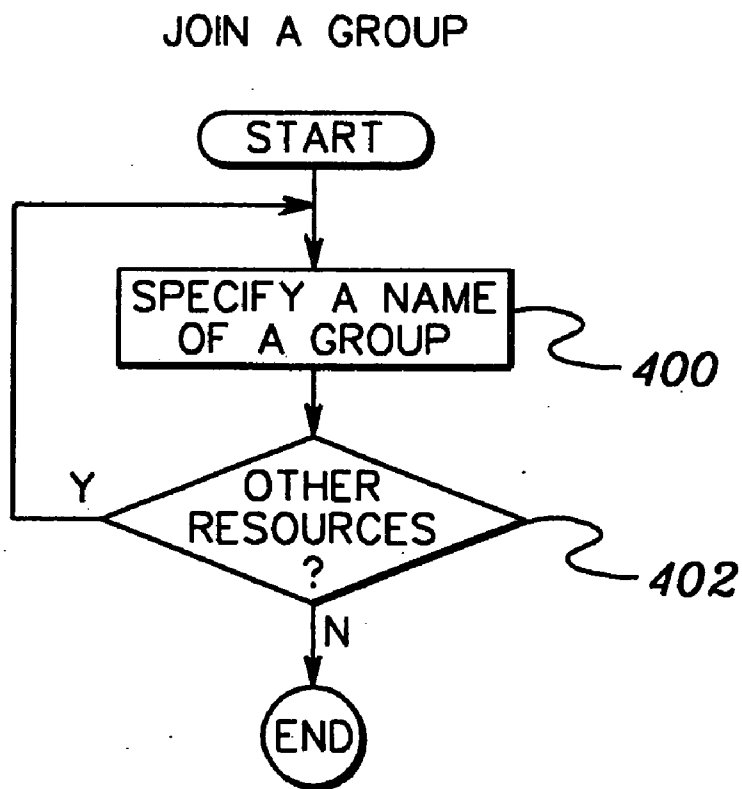 JOIN A GROUP
START
SPECIFY A NAME
OF A GROUP
400
Y
OTHER
RESOURCES
?
402
N
END